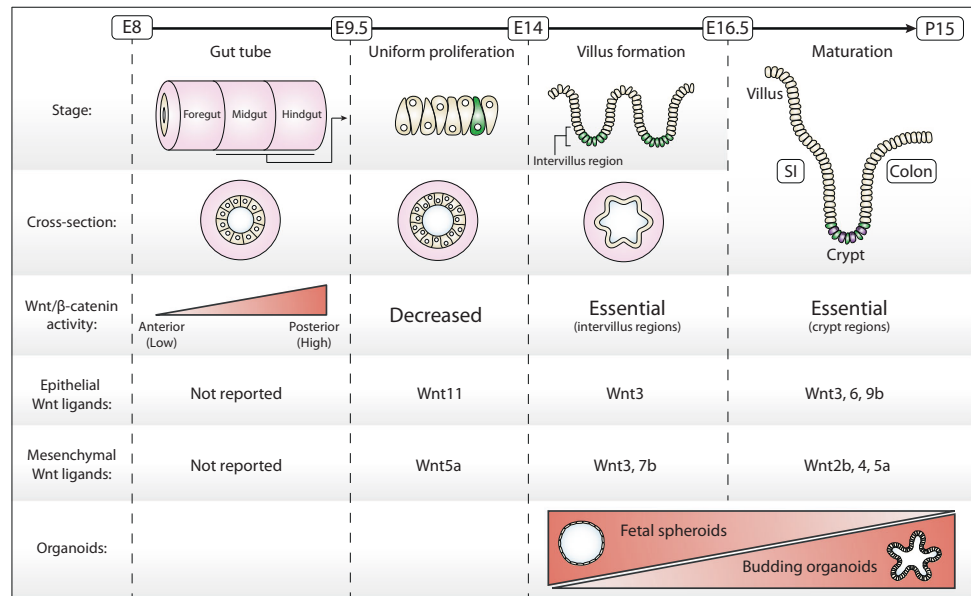 E8
E9.5
E14
E16.5
P15
Gut tube
Uniform proliferation
Villus formation
Maturation
Stage:
Foregut
Midgut
Hindgut
Intervillus region
Villus
SI
Colon
Crypt
Cross-section:
Wnt/β-catenin
activity:
Anterior
(Low)
Posterior
(High)
Decreased
Essential
(intervillus regions)
Essential
(crypt regions)
Epithelial
Wnt ligands:
Not reported
Wnt11
Wnt3
Wnt3, 6, 9b
Mesenchymal
Wnt ligands:
Not reported
Wnt5a
Wnt3, 7b
Wnt2b, 4, 5a
Organoids:
Fetal spheroids
Budding organoids